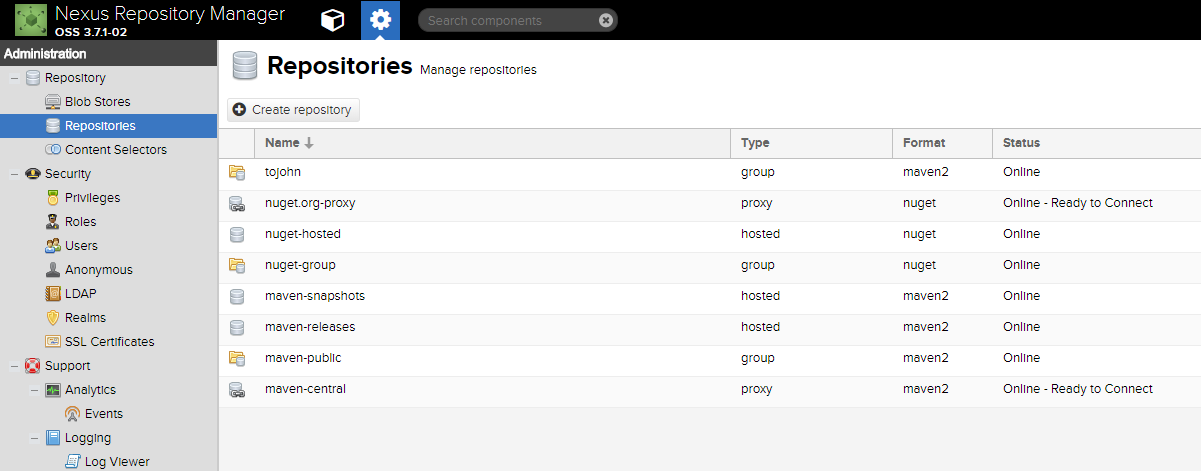 Nexus Repository Manager
OSS 3.7.1-02
Search components
Administration
Repository
Blob Stores
Repositories
Content Selectors
Security
Privileges
Roles
Users
Anonymous
LDAP
Realms
SSL Certificates
Support
Analytics
Events
Logging
Log Viewer
Repositories Manage repositories
Create repository
Name Type Format Status
tojohn group maven2 Online
nuget.org-proxy proxy nuget Online - Ready to Connect
nuget-hosted hosted nuget Online
nuget-group group nuget Online
maven-snapshots hosted maven2 Online
maven-releases hosted maven2 Online
maven-public group maven2 Online
maven-central proxy maven2 Online - Ready to Connect